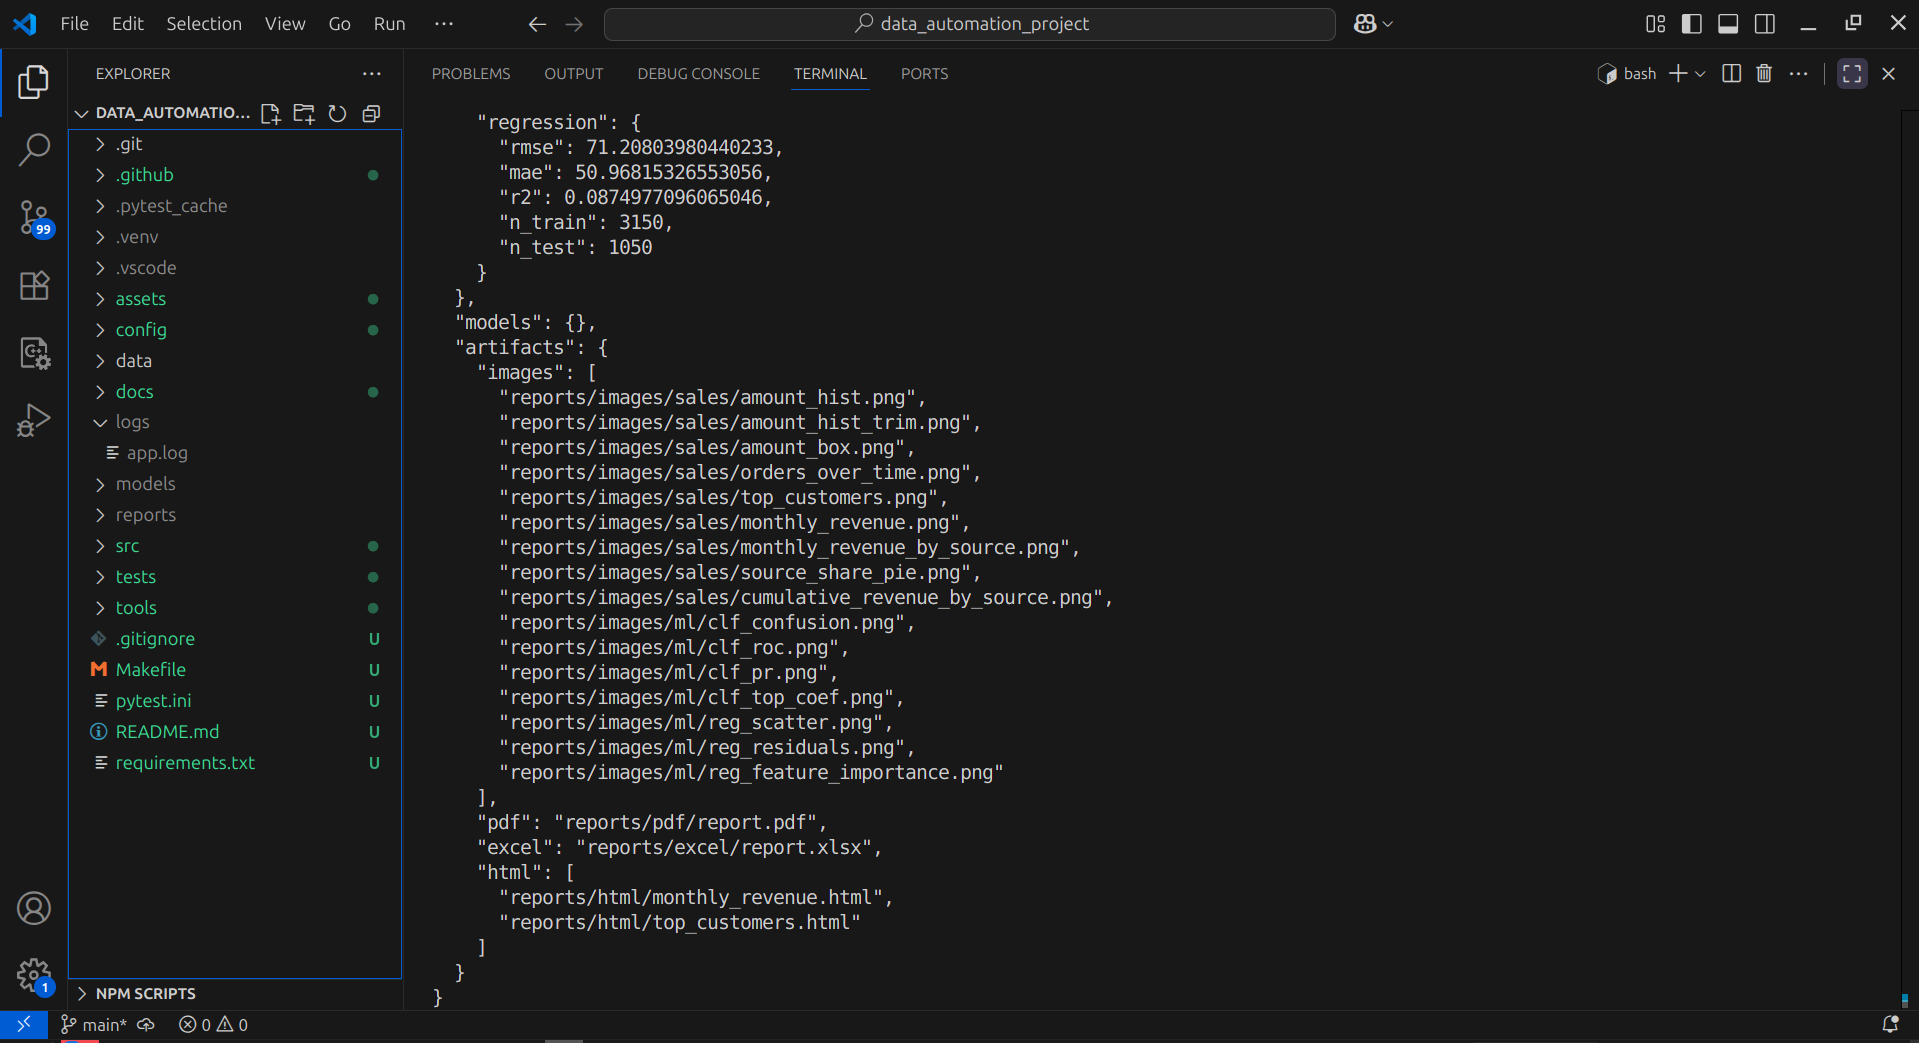 File Edit Selection View Go Run ··· data_automation_project
EXPLORER ···
DATA_AUTOMATIO...
.git
.github
.pytest_cache
.venv
.vscode
assets
config
data
docs
logs
app.log
models
reports
src
tests
tools
.gitignore U
Makefile U
pytest.ini U
README.md U
requirements.txt U
NPM SCRIPTS
99
1
PROBLEMS OUTPUT DEBUG CONSOLE TERMINAL PORTS bash
"regression": {
"rmse": 71.20803980440233,
"mae": 50.96815326553056,
"r2": 0.0874977096065046,
"n_train": 3150,
"n_test": 1050
}
},
"models": {},
"artifacts": {
"images": [
"reports/images/sales/amount_hist.png",
"reports/images/sales/amount_hist_trim.png",
"reports/images/sales/amount_box.png",
"reports/images/sales/orders_over_time.png",
"reports/images/sales/top_customers.png",
"reports/images/sales/monthly_revenue.png",
"reports/images/sales/monthly_revenue_by_source.png",
"reports/images/sales/source_share_pie.png",
"reports/images/sales/cumulative_revenue_by_source.png",
"reports/images/ml/clf_confusion.png",
"reports/images/ml/clf_roc.png",
"reports/images/ml/clf_pr.png",
"reports/images/ml/clf_top_coef.png",
"reports/images/ml/reg_scatter.png",
"reports/images/ml/reg_residuals.png",
"reports/images/ml/reg_feature_importance.png"
],
"pdf": "reports/pdf/report.pdf",
"excel": "reports/excel/report.xlsx",
"html": [
"reports/html/monthly_revenue.html",
"reports/html/top_customers.html"
]
}
}
main* 0 0